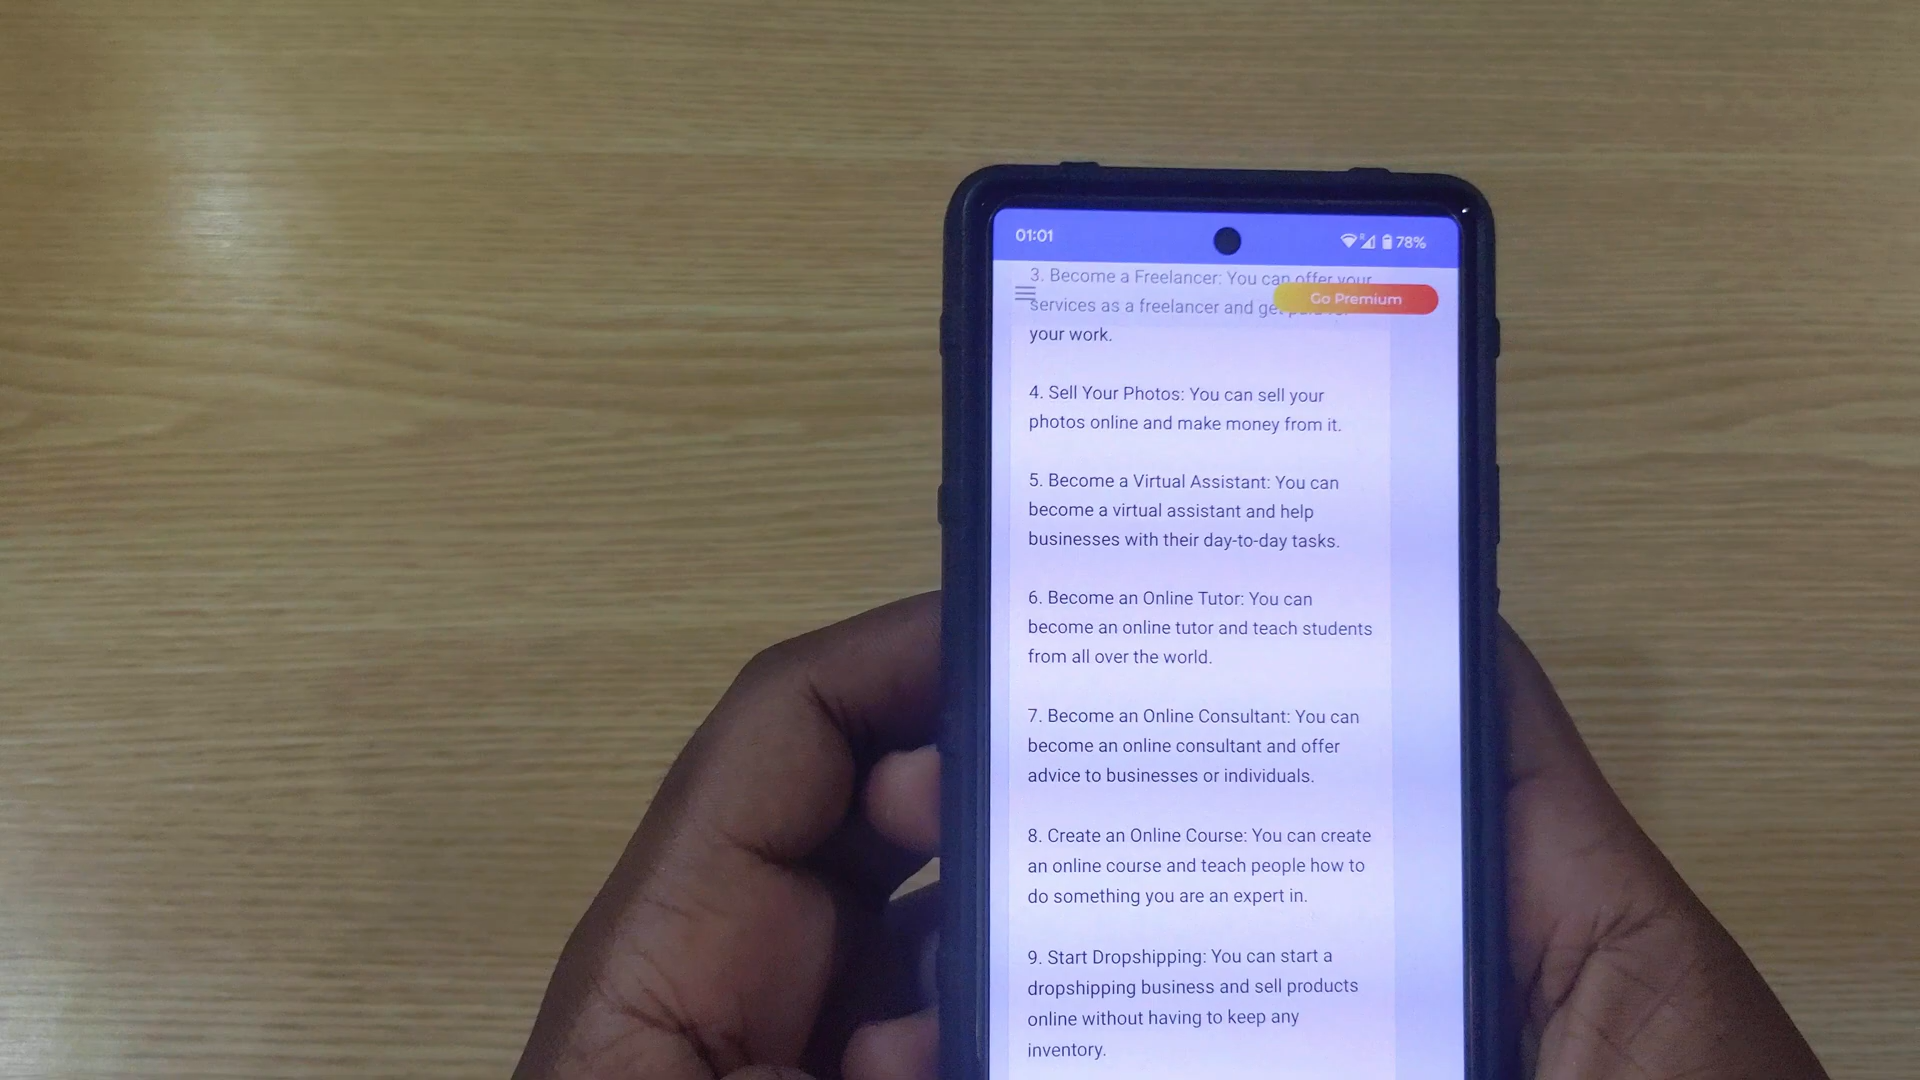 01:01
R
78%
3. Become a Freelancer: You can offer your
Go Premium
services as a freelancer and get
your work.
4. Sell Your Photos: You can sell your
photos online and make money from it.
5. Become a Virtual Assistant: You can
become a virtual assistant and help
businesses with their day-to-day tasks.
6. Become an Online Tutor: You can
become an online tutor and teach students
from all over the world.
7. Become an Online Consultant: You can
become an online consultant and offer
advice to businesses or individuals.
8. Create an Online Course: You can create
an online course and teach people how to
do something you are an expert in.
9. Start Dropshipping: You can start a
dropshipping business and sell products
online without having to keep any
inventory.